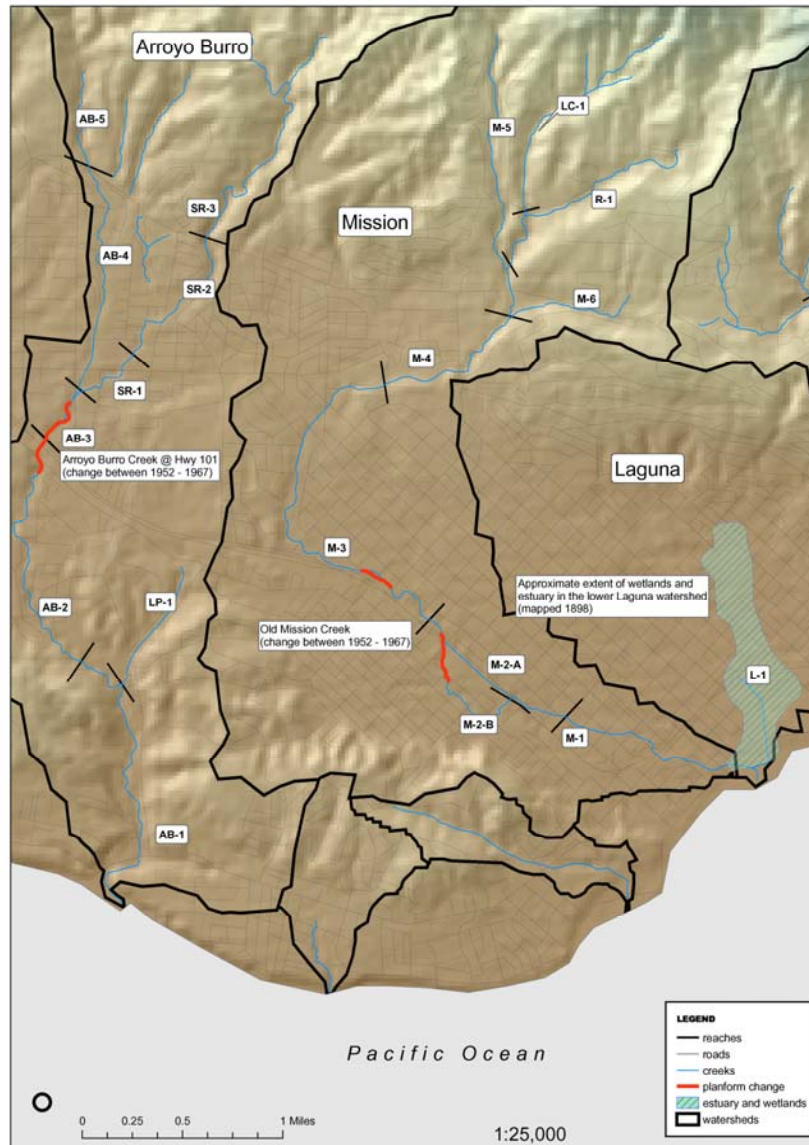 Arroyo Burro
AB-5
LC-1
M-5
R-1
SR-3
Mission
AB-4
SR-2
M-6
M-4
SR-1
AB-3
Arroyo Burro Creek @ Hwy 101
(change between 1952 - 1967)
Laguna
M-3
AB-2
LP-1
Approximate extent of wetlands and
estuary in the lower Laguna watershed
(mapped 1898)
Old Mission Creek
(change between 1952 - 1967)
M-2-A
L-1
M-2-B
M-1
AB-1
Pacific Ocean
LEGEND
reaches
roads
creeks
planform change
estuary and wetlands
watersheds
0 0.25 0.5 1 Miles
1:25,000